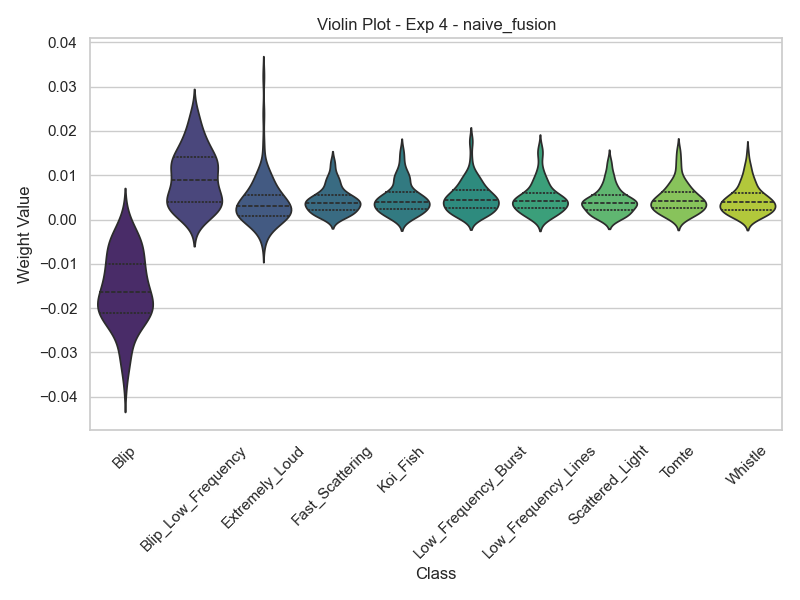 Violin Plot - Exp 4 - naive_fusion
Weight Value
0.04
0.03
0.02
0.01
0.00
−0.01
−0.02
−0.03
−0.04
Blip
Blip_Low_Frequency
Extremely_Loud
Fast_Scattering
Koi_Fish
Low_Frequency_Burst
Low_Frequency_Lines
Scattered_Light
Tomte
Whistle
Class